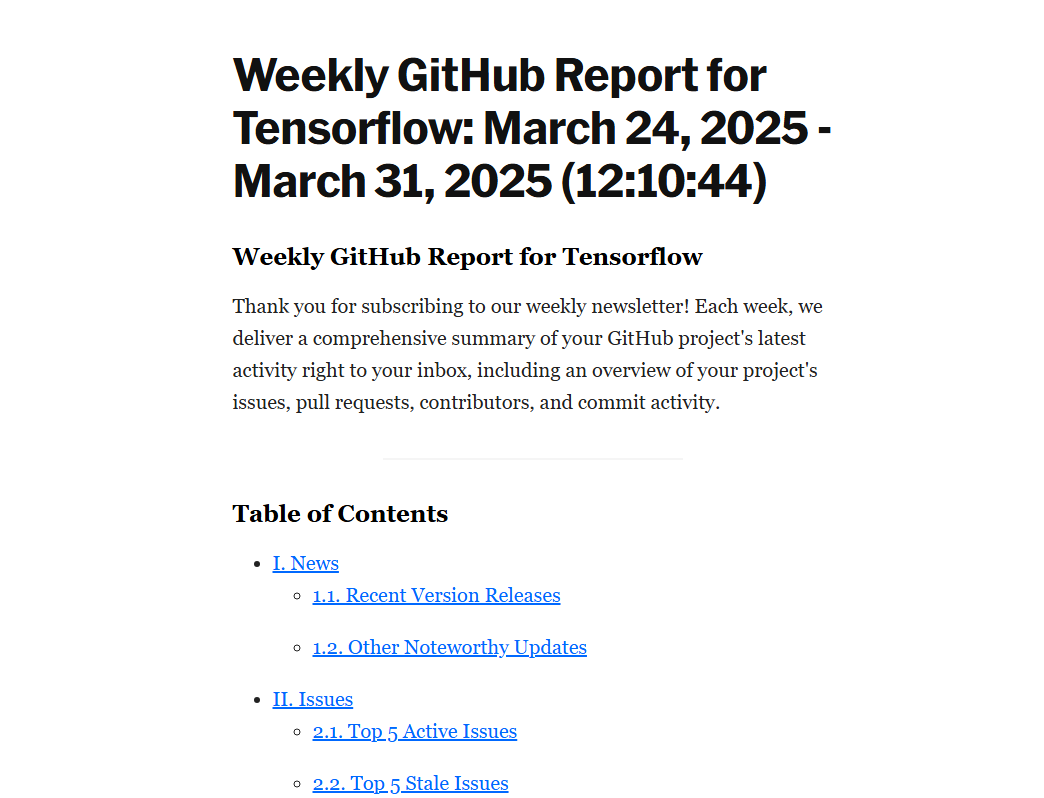 Weekly GitHub Report for
Tensorflow: March 24, 2025 -
March 31, 2025 (12:10:44)
Weekly GitHub Report for Tensorflow
Thank you for subscribing to our weekly newsletter! Each week, we
deliver a comprehensive summary of your GitHub project's latest
activity right to your inbox, including an overview of your project's
issues, pull requests, contributors, and commit activity.
Table of Contents
I. News
1.1. Recent Version Releases
1.2. Other Noteworthy Updates
II. Issues
2.1. Top 5 Active Issues
2.2. Top 5 Stale Issues